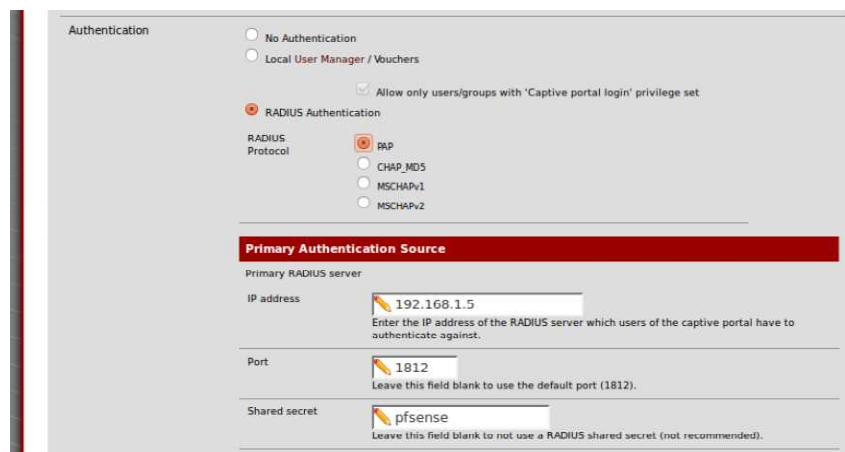 Authentication
No Authentication
Local User Manager / Vouchers
Allow only users/groups with 'Captive portal login' privilege set
RADIUS Authentication
RADIUS
Protocol
PAP
CHAP_MD5
MSCHAPv1
MSCHAPv2
Primary Authentication Source
Primary RADIUS server
IP address
192.168.1.5
Enter the IP address of the RADIUS server which users of the captive portal have to
authenticate against.
Port
1812
Leave this field blank to use the default port (1812).
Shared secret
pfsense
Leave this field blank to not use a RADIUS shared secret (not recommended).